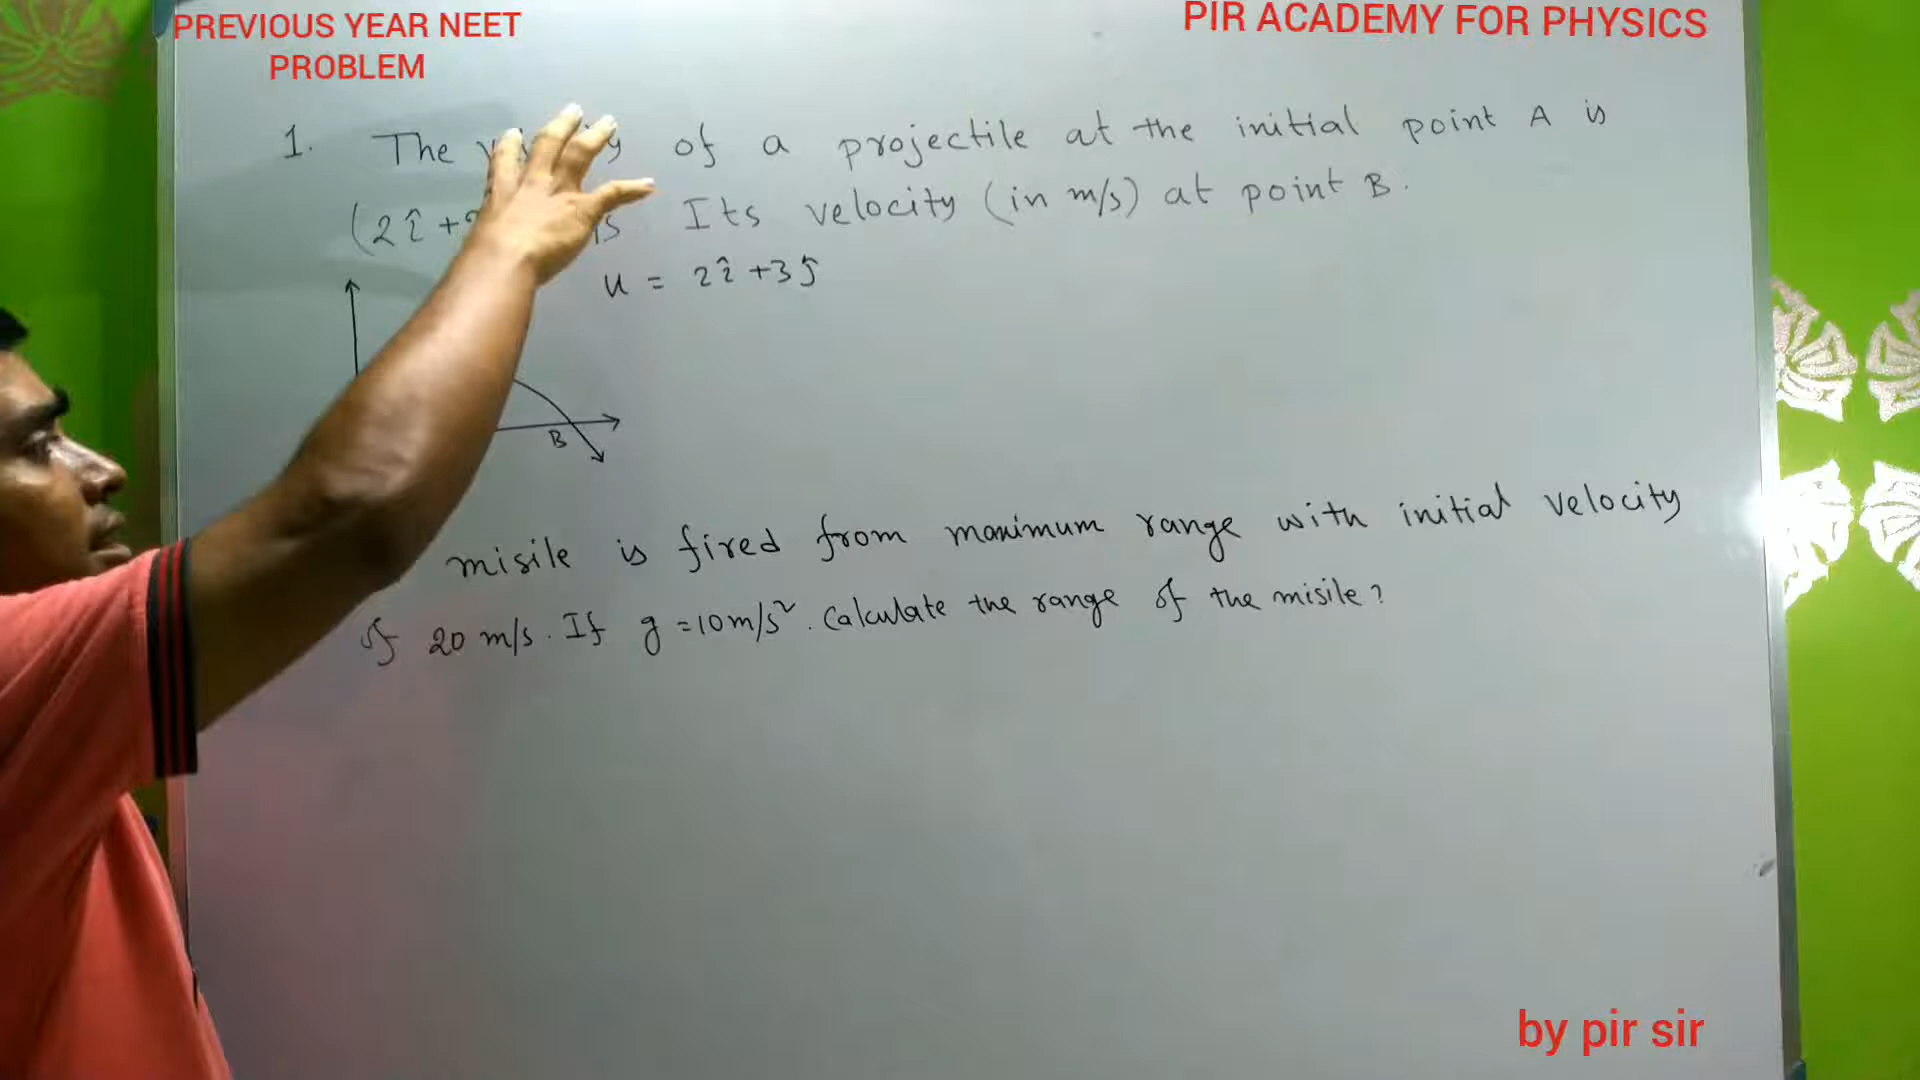 PREVIOUS YEAR NEET
PROBLEM
PIR ACADEMY FOR PHYSICS
1. The of a projectile at the initial point A is
(2î + Its velocity (in m/s) at point B.
u = 2î + 3ĵ
B
misile is fired from maximum range with initial velocity
of 20 m/s. If g = 10 m/s². Calculate the range of the misile?
by pir sir